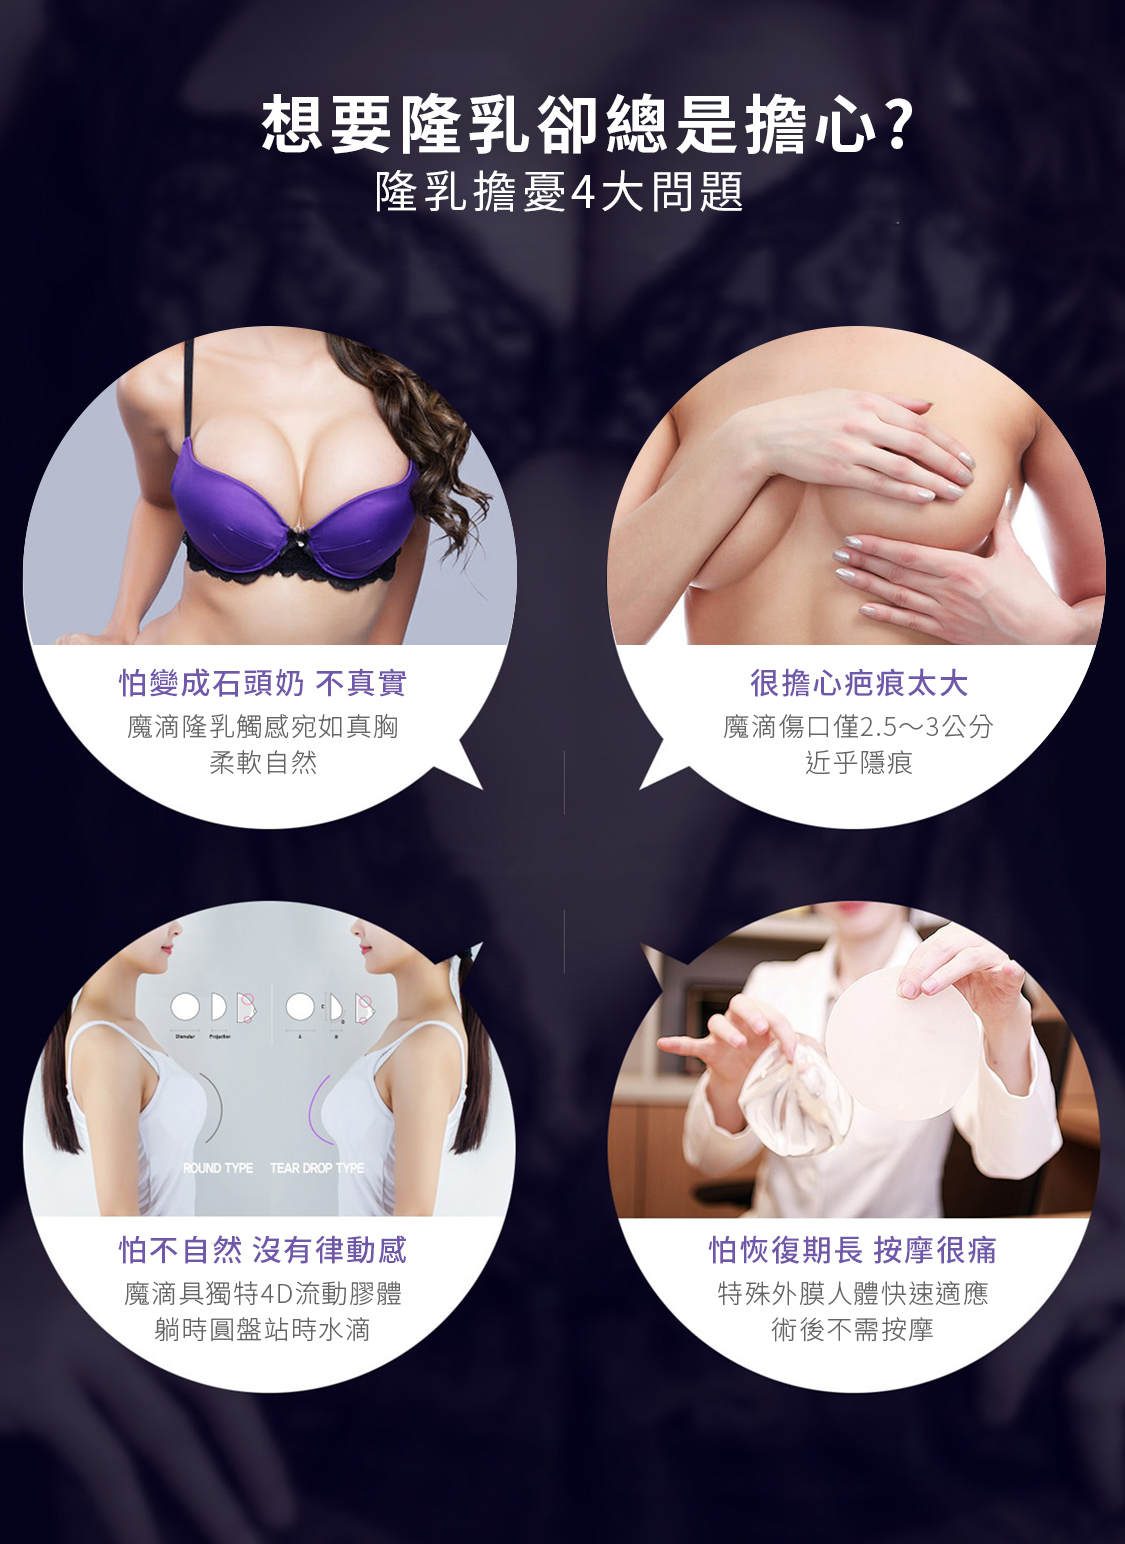 想要隆乳卻總是擔心?
隆乳擔憂4大問題
怕變成石頭奶 不真實
魔滴隆乳觸感宛如真胸
柔軟自然
很擔心疤痕太大
魔滴傷口僅2.5～3公分
近乎隱痕
Diameter Projection A B
C
D
ROUND TYPE TEAR DROP TYPE
怕不自然 沒有律動感
魔滴具獨特4D流動膠體
躺時圓盤站時水滴
怕恢復期長 按摩很痛
特殊外膜人體快速適應
術後不需按摩